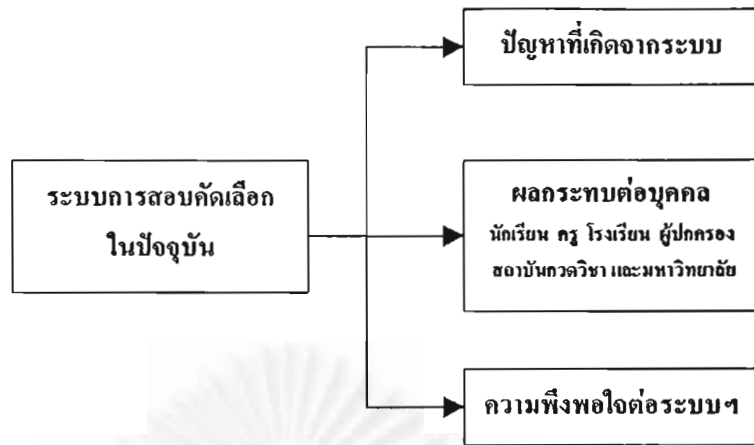 ปัญหาที่เกิดจากระบบ
ระบบการสอบคัดเลือก
ในปัจจุบัน
ผลกระทบต่อบุคคล
นักเรียน ครู โรงเรียน ผู้ปกครอง
สถาบันกวดวิชา และมหาวิทยาลัย
ความพึงพอใจต่อระบบฯ